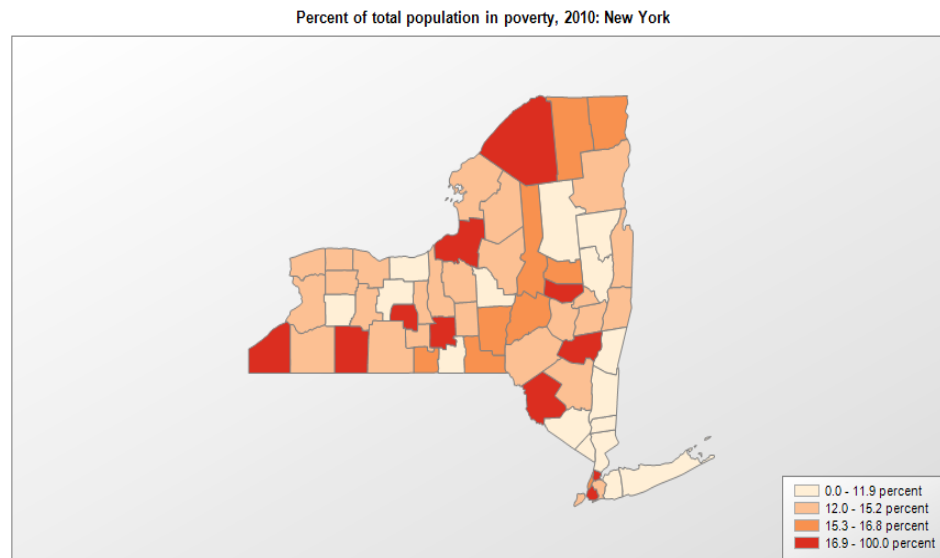 Percent of total population in poverty, 2010: New York
0.0 - 11.9 percent
12.0 - 15.2 percent
15.3 - 16.8 percent
16.9 - 100.0 percent